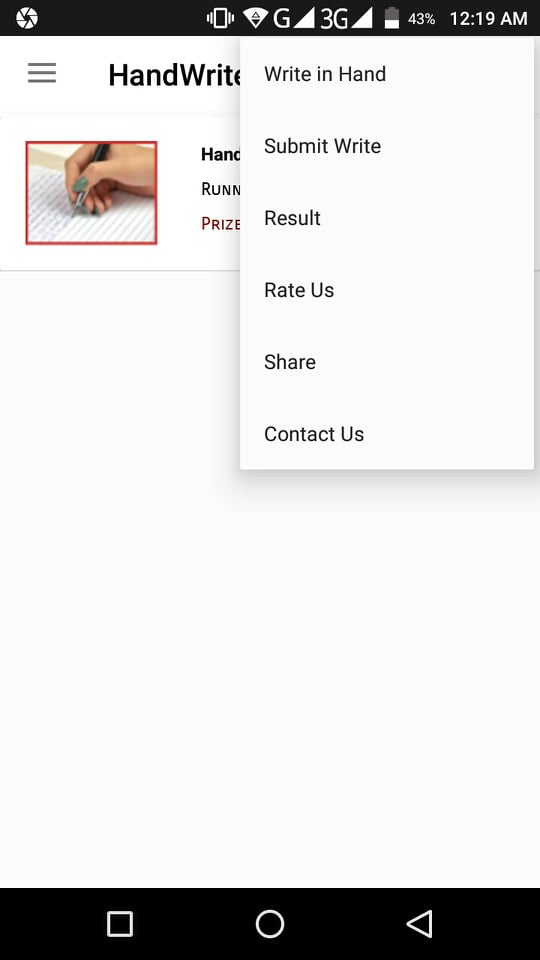 G 3G 43% 12:19 AM
HandWrite
Write in Hand
Submit Write
Result
Rate Us
Share
Contact Us
Hand
Runn
Prize